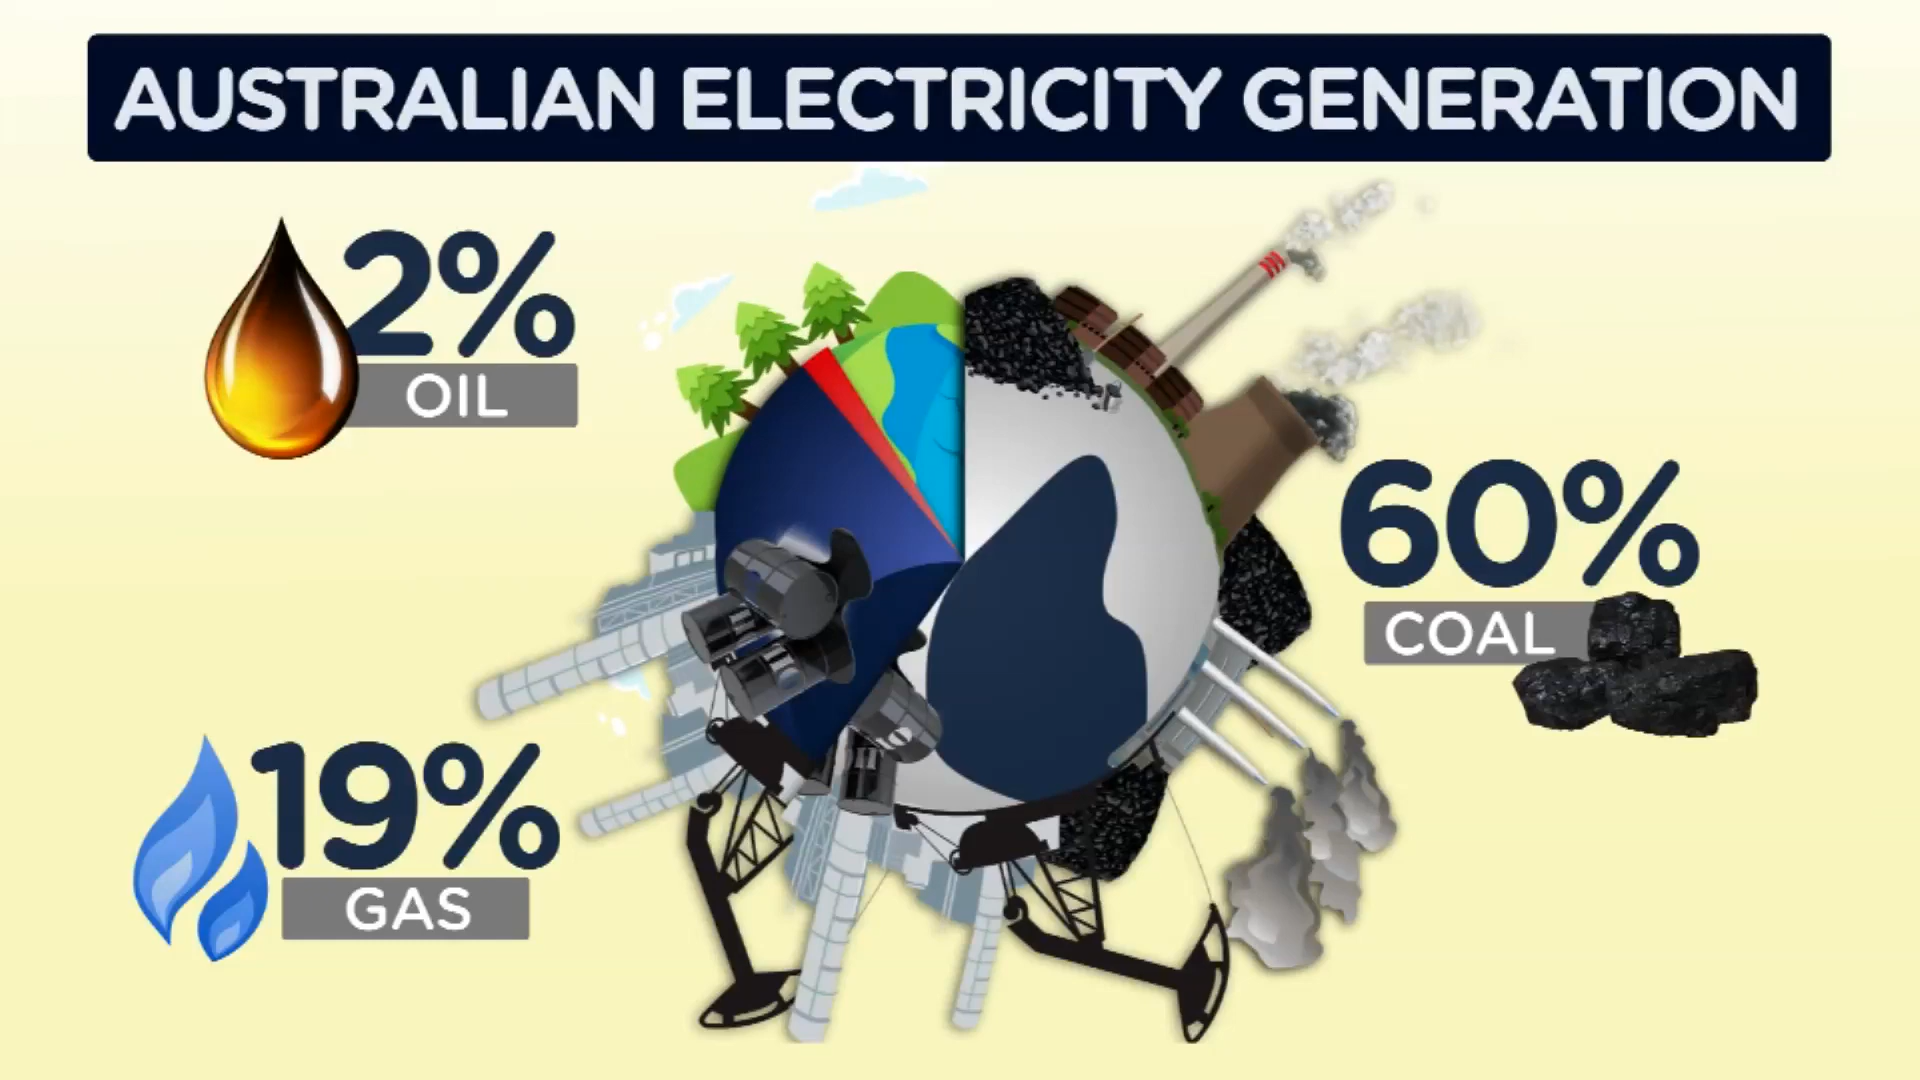 AUSTRALIAN ELECTRICITY GENERATION
2%
OIL
60%
COAL
19%
GAS